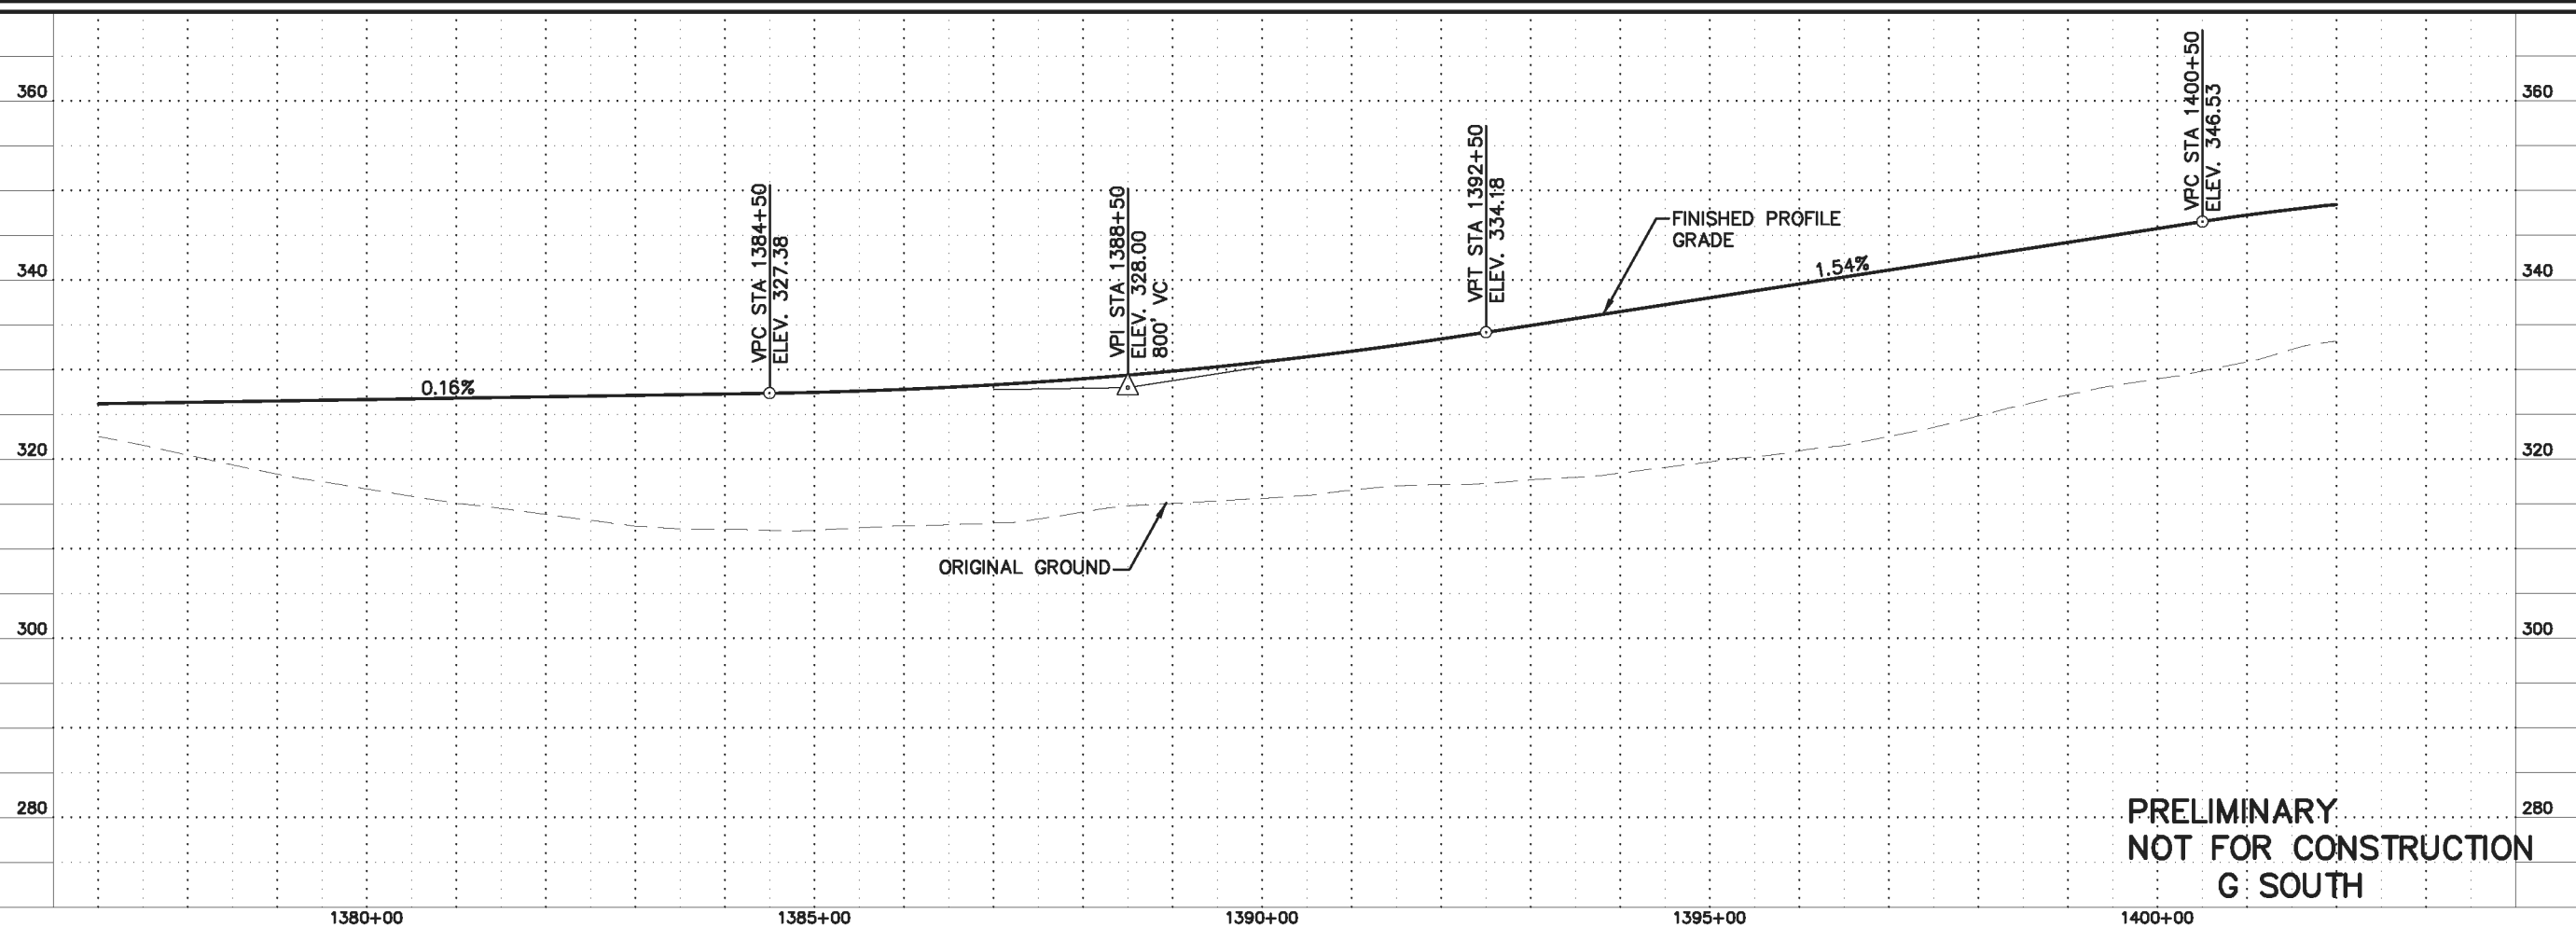 360
340
320
300
280
0.16%
VPC STA 1384+50
ELEV. 327.38
VPI STA 1388+50
ELEV. 328.00
800' VC
VPT STA 1392+50
ELEV. 334.18
FINISHED PROFILE
GRADE
1.54%
VPC STA 1400+50
ELEV. 346.53
ORIGINAL GROUND
360
340
320
300
280
PRELIMINARY
NOT FOR CONSTRUCTION
G SOUTH
1380+00
1385+00
1390+00
1395+00
1400+00